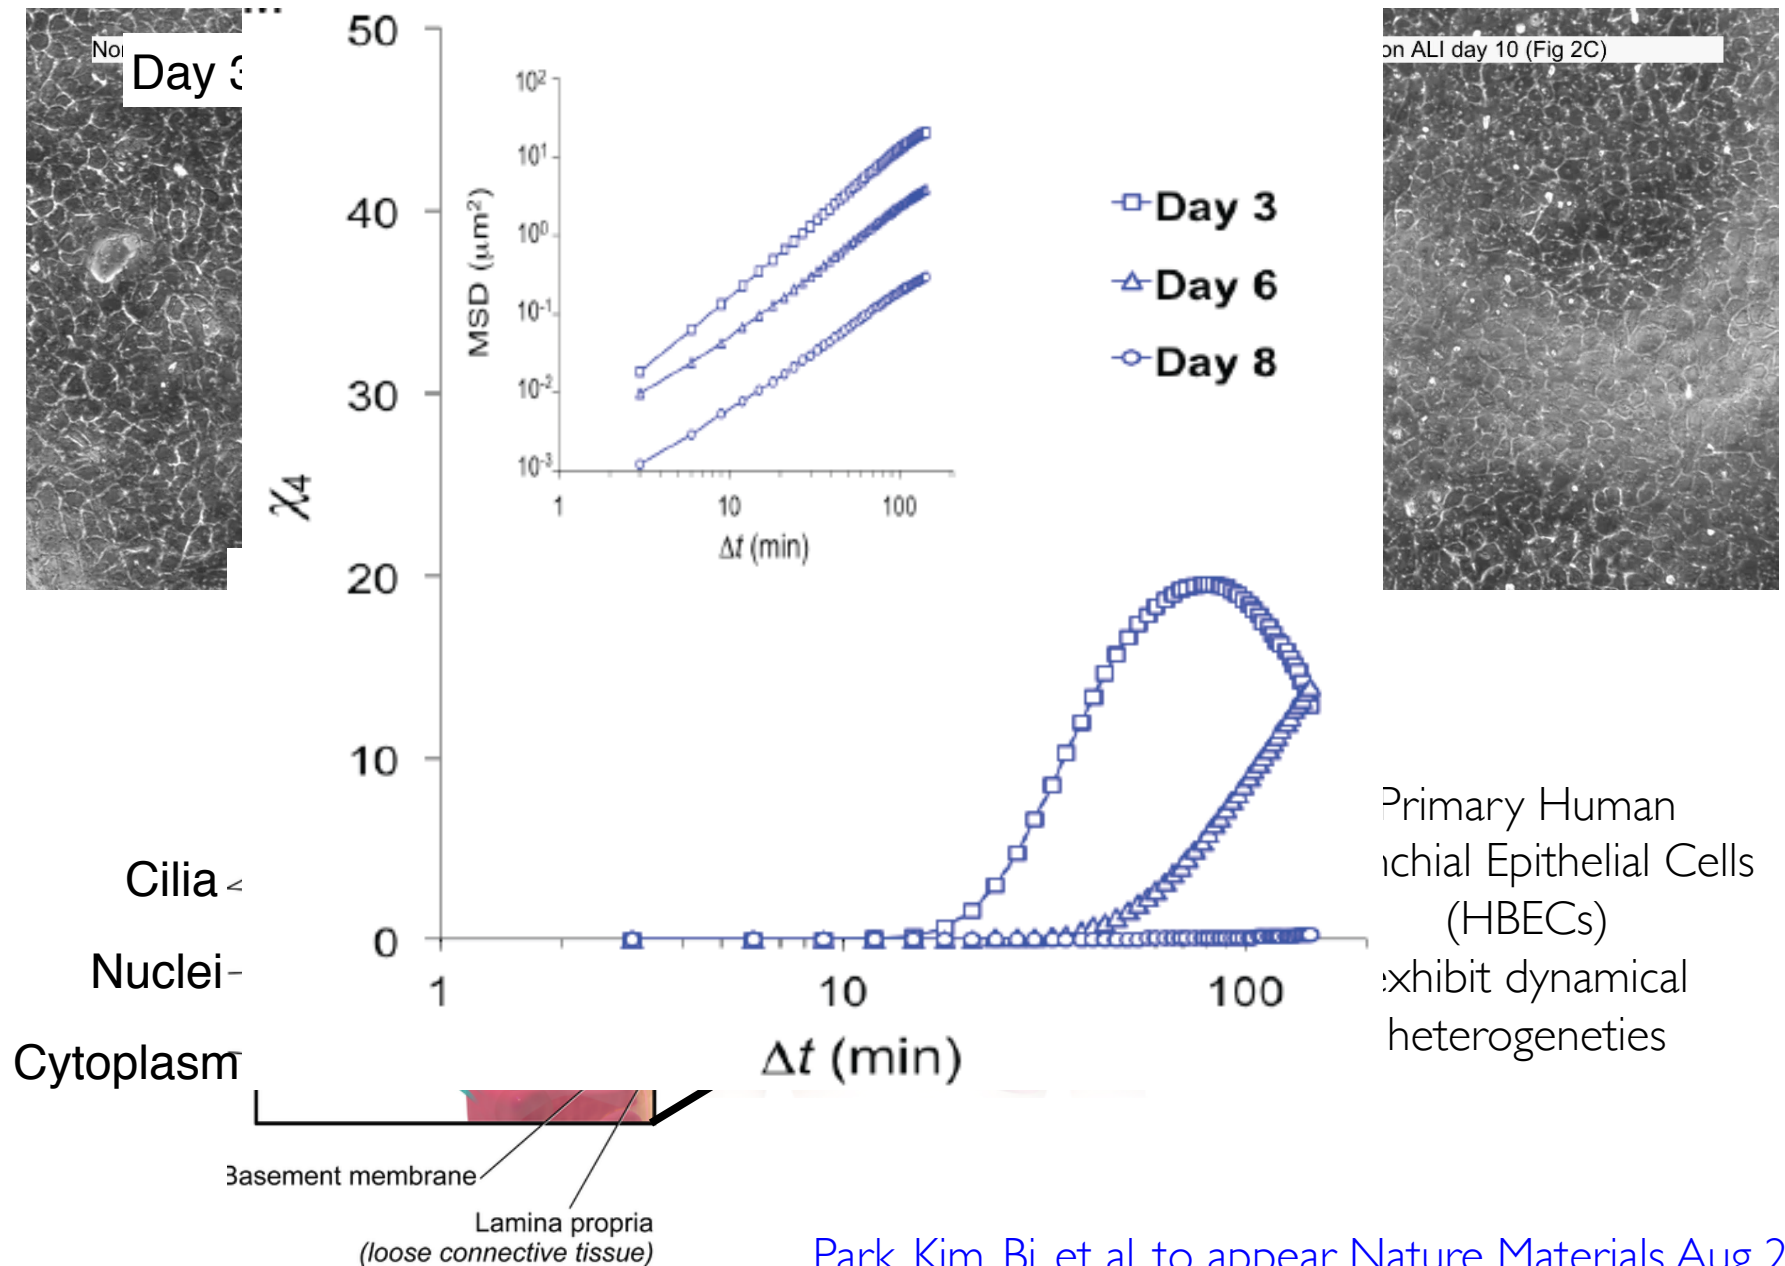 Day 3
on ALI day 10 (Fig 2C)
50
40
30
20
10
0
χ4
10²
10¹
10⁰
10⁻¹
10⁻²
10⁻³
MSD (μm²)
1 10 100
Δt (min)
Day 3
Day 6
Day 8
1 10 100
Δt (min)
Cilia
Nuclei
Cytoplasm
Primary Human
Epithelial Cells
(HBECs)
exhibit dynamical
heterogeneties
Basement membrane
Lamina propria
(loose connective tissue)
Park, Kim, Bi, et al, to appear Nature Materials Aug 2